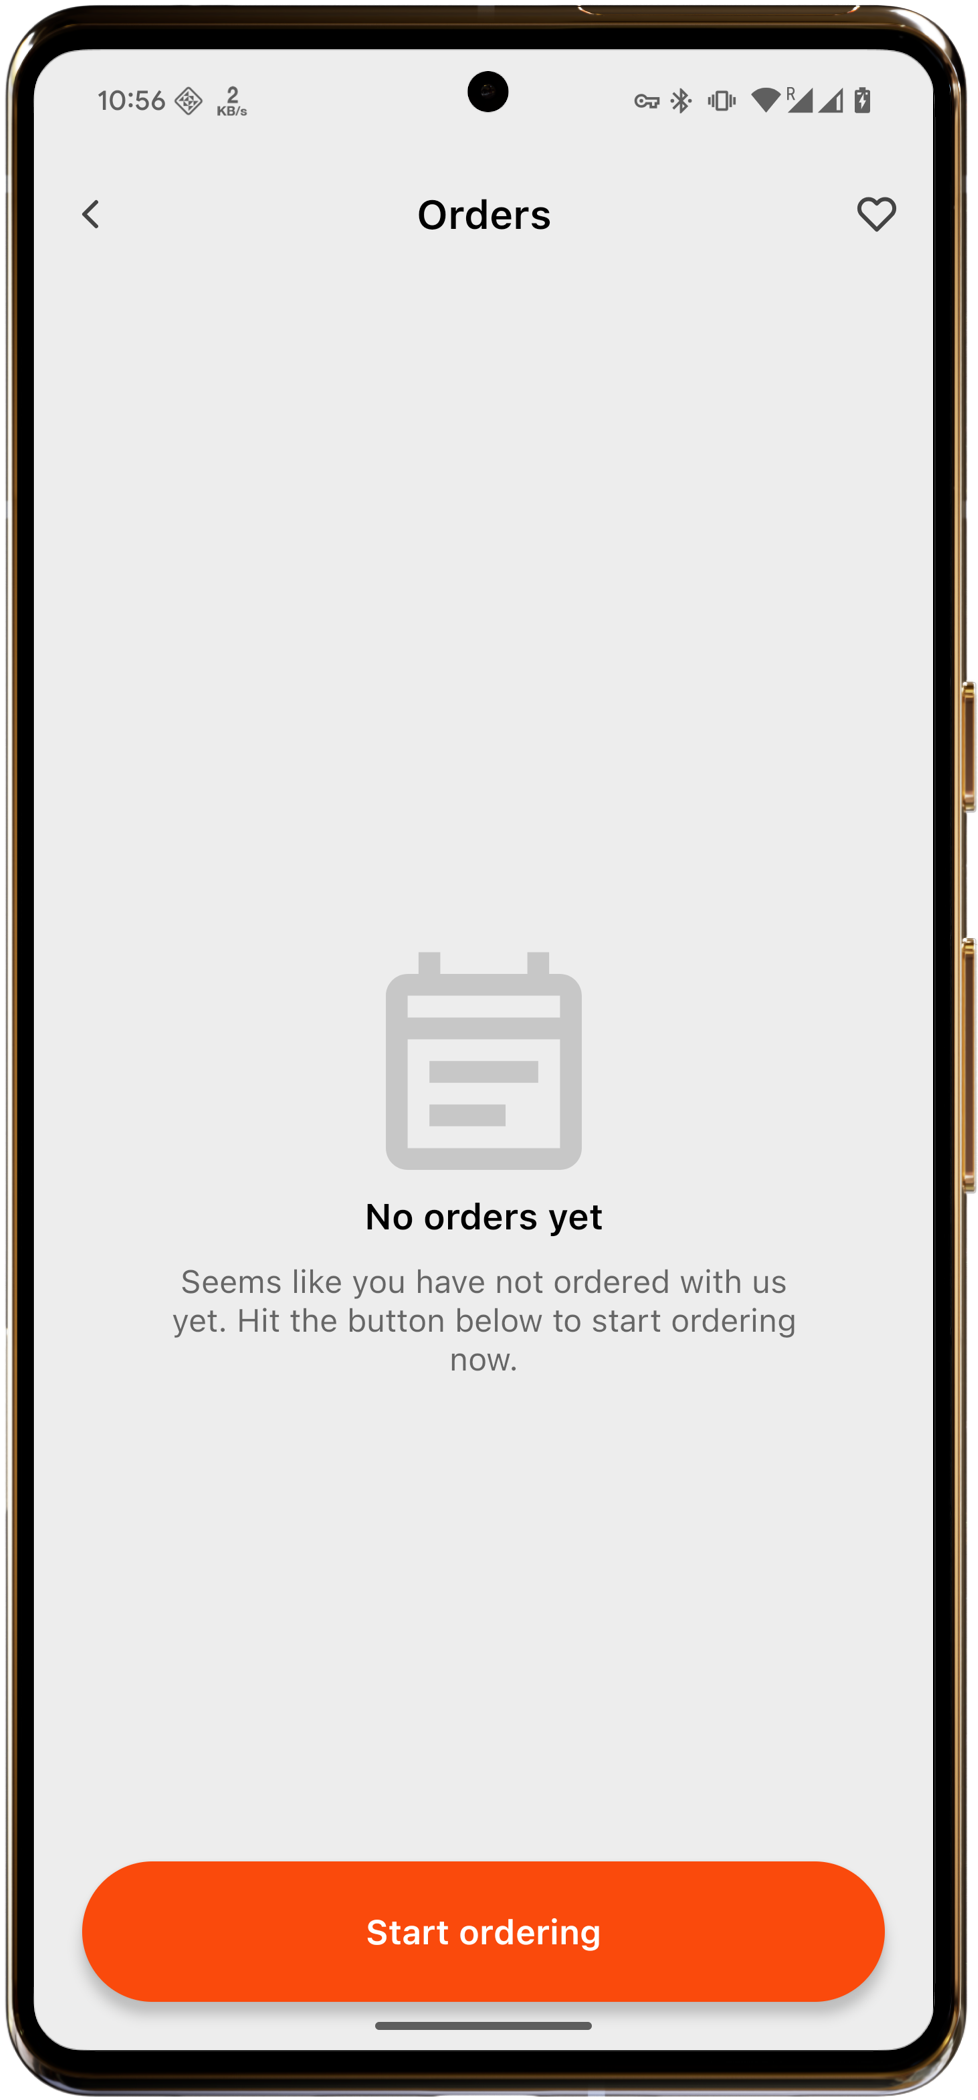 10:56 2 KB/s R
Orders
No orders yet
Seems like you have not ordered with us
yet. Hit the button below to start ordering
now.
Start ordering